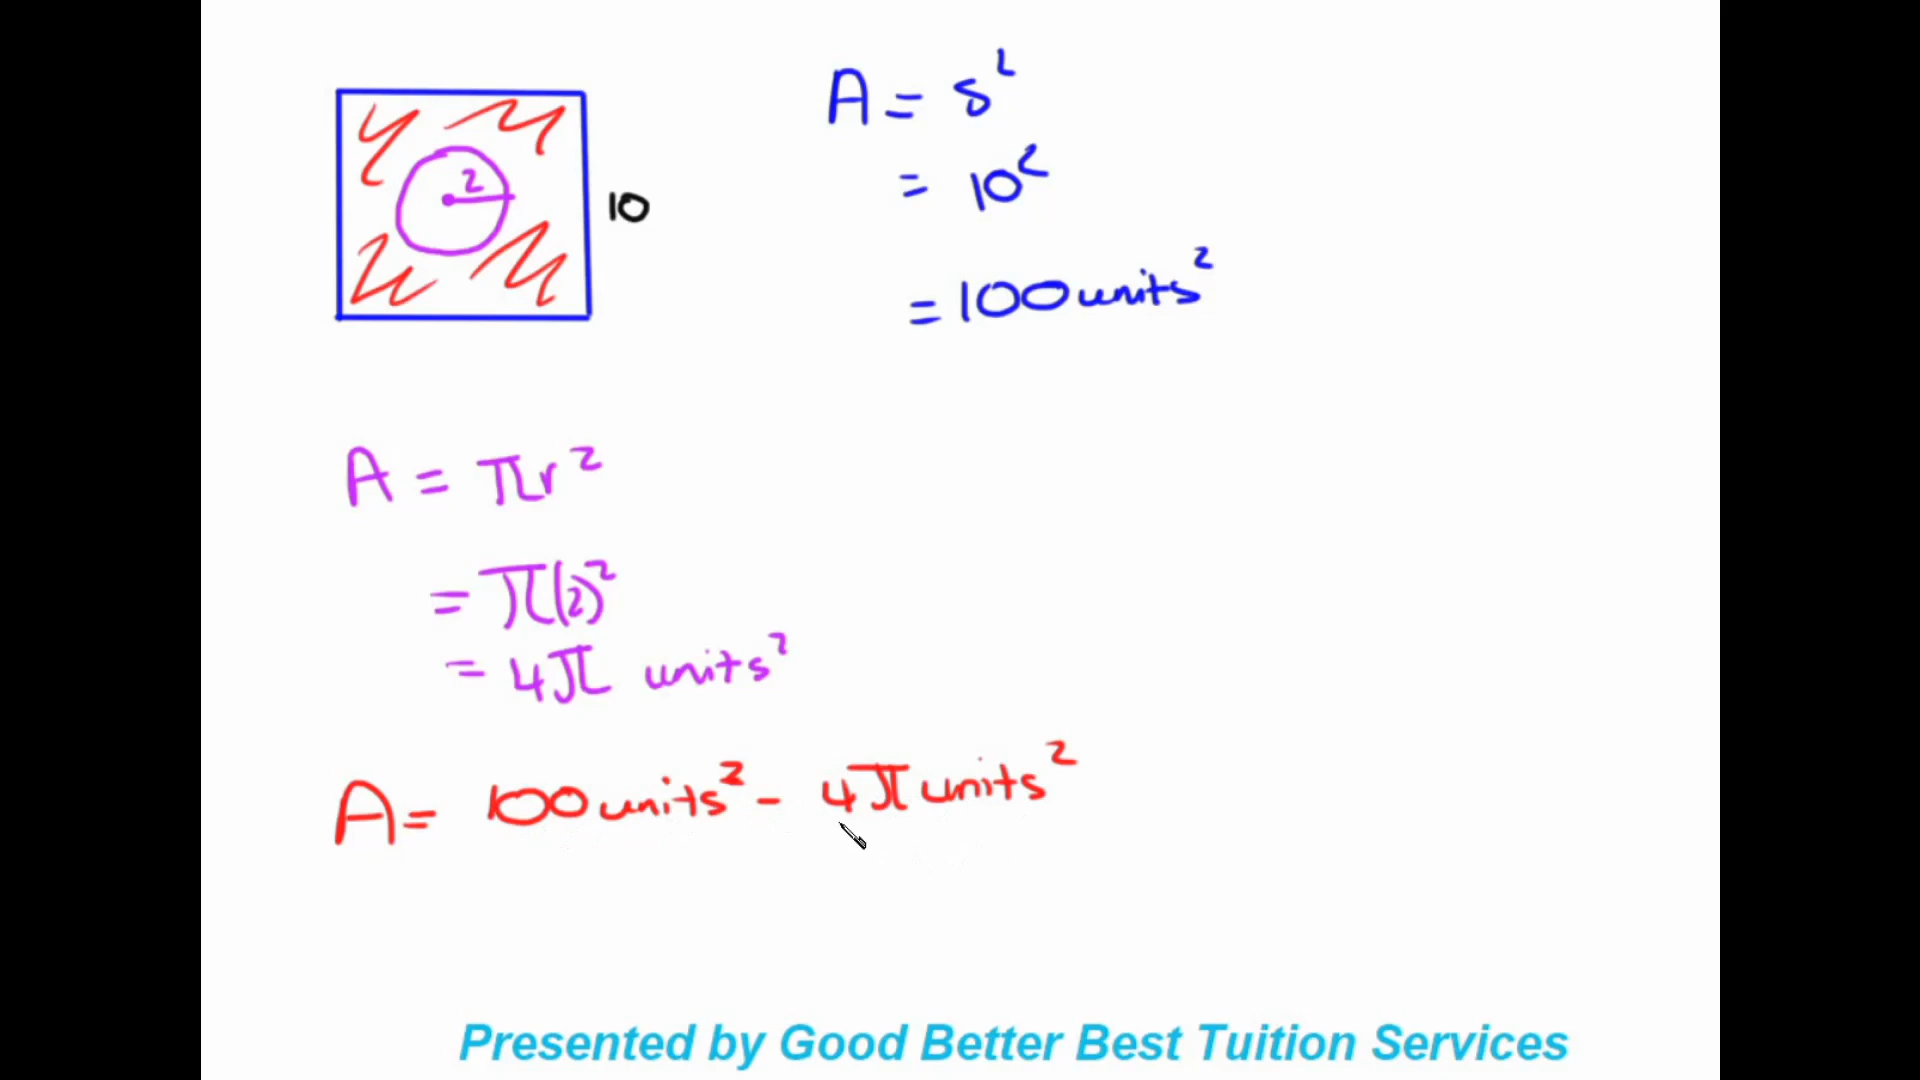 2
10
A = s²
= 10²
= 100 units²
A = πr²
= π(2)²
= 4π units²
A = 100 units² - 4π units²
Presented by Good Better Best Tuition Services